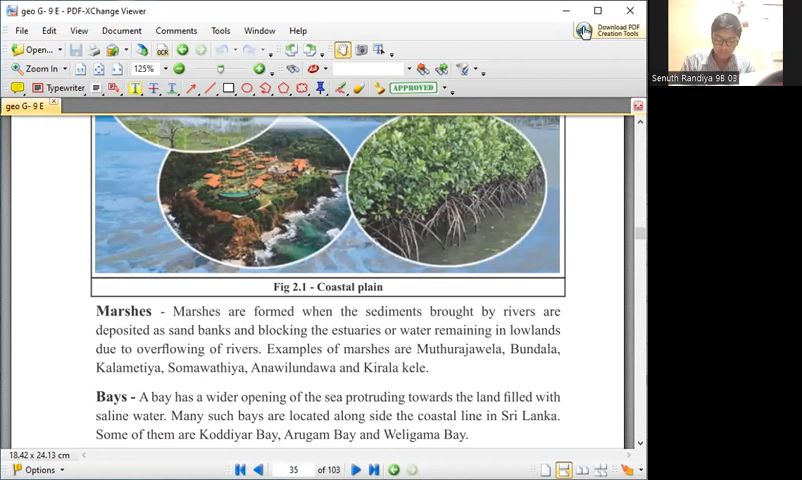 geo G- 9 E - PDF-XChange Viewer
File Edit View Document Comments Tools Window Help
Download PDF
Creation Tools
Open...
OCR
Zoom In 125%
Typewriter APPROVED
geo G- 9 E
Fig 2.1 - Coastal plain
Marshes - Marshes are formed when the sediments brought by rivers are
deposited as sand banks and blocking the estuaries or water remaining in lowlands
due to overflowing of rivers. Examples of marshes are Muthurajawela, Bundala,
Kalametiya, Somawathiya, Anawilundawa and Kirala kele.
Bays - A bay has a wider opening of the sea protruding towards the land filled with
saline water. Many such bays are located along side the coastal line in Sri Lanka.
Some of them are Koddiyar Bay, Arugam Bay and Weligama Bay.
18.42 x 24.13 cm
Options 35 of 103
Senuth Randiya 9B 03